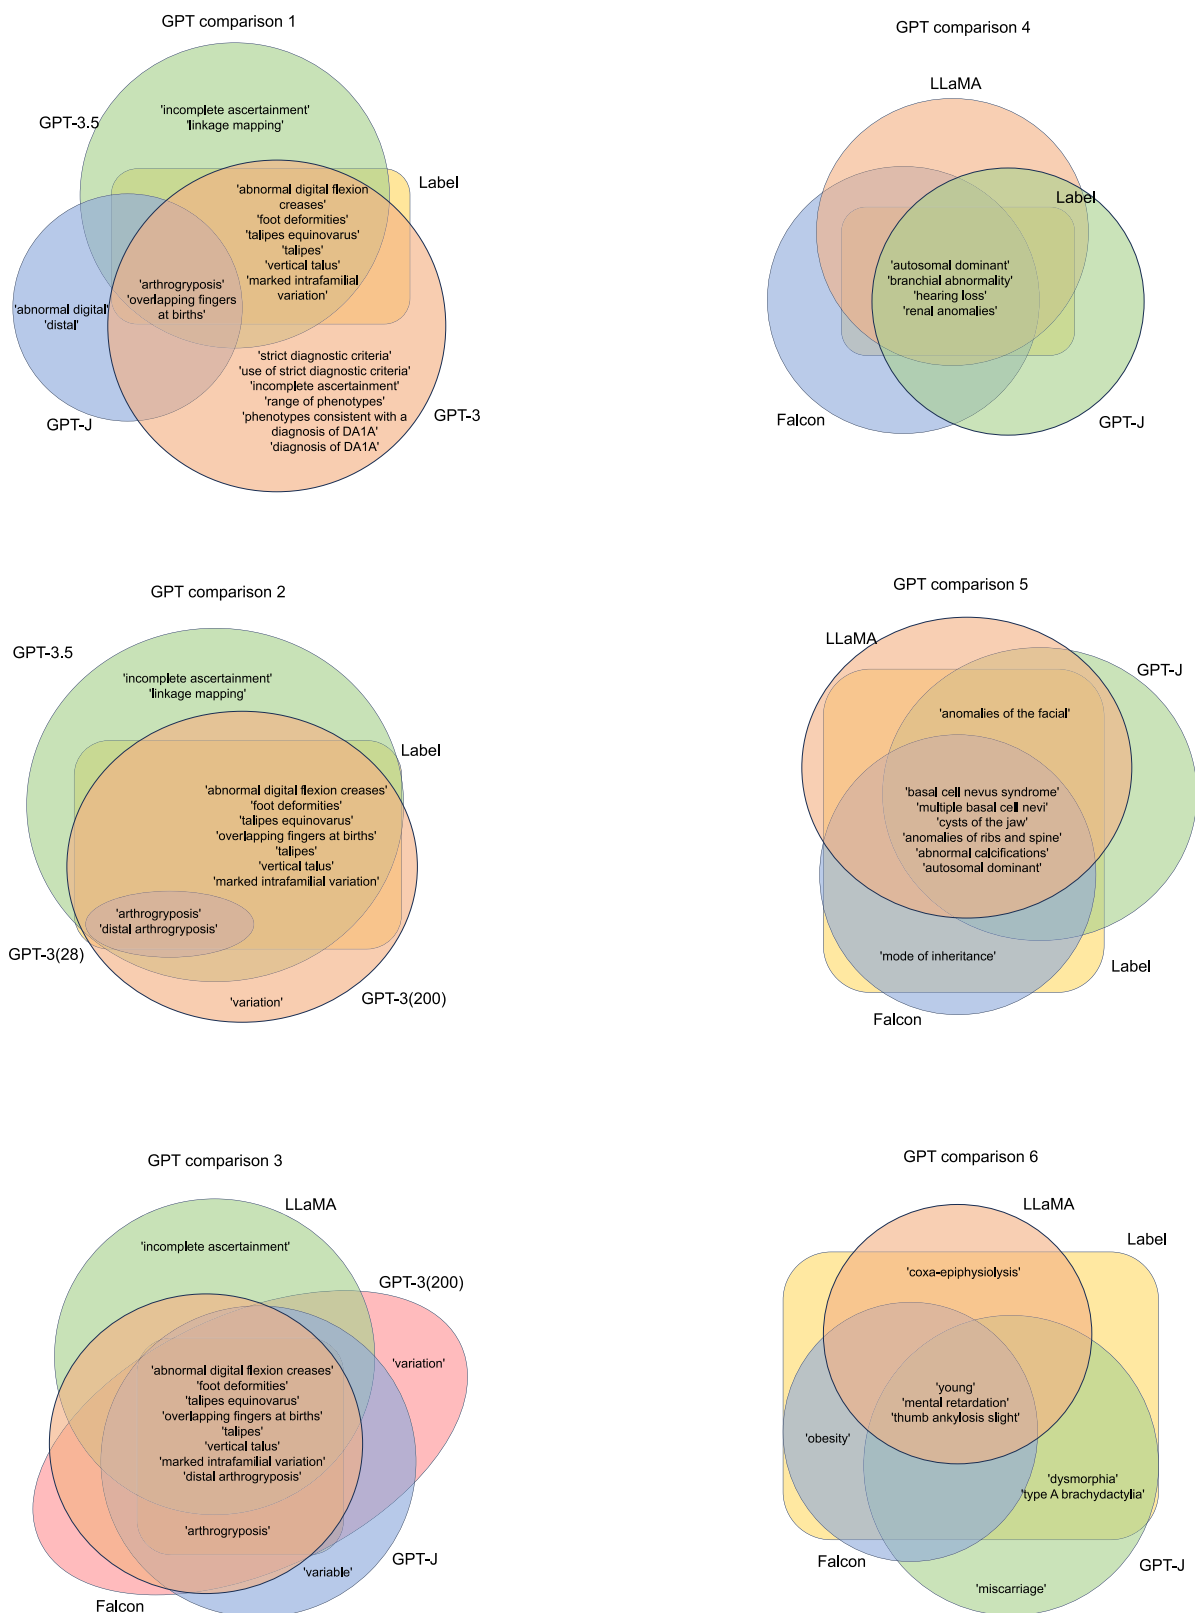 GPT comparison 1
GPT-3.5
'incomplete ascertainment'
'linkage mapping'
Label
'abnormal digital flexion
creases'
'foot deformities'
'talipes equinovarus'
'talipes'
'vertical talus'
'marked intrafamilial
variation'
'arthrogryposis'
'overlapping fingers
at births'
'abnormal digital'
'distal'
'strict diagnostic criteria'
'use of strict diagnostic criteria'
'incomplete ascertainment'
'range of phenotypes'
'phenotypes consistent with a
diagnosis of DA1A'
'diagnosis of DA1A'
GPT-J
GPT-3
GPT comparison 4
LLaMA
Label
'autosomal dominant'
'branchial abnormality'
'hearing loss'
'renal anomalies'
Falcon
GPT-J
GPT comparison 2
GPT-3.5
'incomplete ascertainment'
'linkage mapping'
Label
'abnormal digital flexion creases'
'foot deformities'
'talipes equinovarus'
'overlapping fingers at births'
'talipes'
'vertical talus'
'marked intrafamilial variation'
'arthrogryposis'
'distal arthrogryposis'
GPT-3(28)
'variation'
GPT-3(200)
GPT comparison 5
LLaMA
GPT-J
'anomalies of the facial'
'basal cell nevus syndrome'
'multiple basal cell nevi'
'cysts of the jaw'
'anomalies of ribs and spine'
'abnormal calcifications'
'autosomal dominant'
'mode of inheritance'
Label
Falcon
GPT comparison 3
LLaMA
'incomplete ascertainment'
GPT-3(200)
'variation'
'abnormal digital flexion creases'
'foot deformities'
'talipes equinovarus'
'overlapping fingers at births'
'talipes'
'vertical talus'
'marked intrafamilial variation'
'distal arthrogryposis'
'arthrogryposis'
'variable'
GPT-J
Falcon
GPT comparison 6
LLaMA
Label
'coxa-epiphysiolysis'
'young'
'mental retardation'
'thumb ankylosis slight'
'obesity'
'dysmorphia'
'type A brachydactylia'
Falcon
GPT-J
'miscarriage'